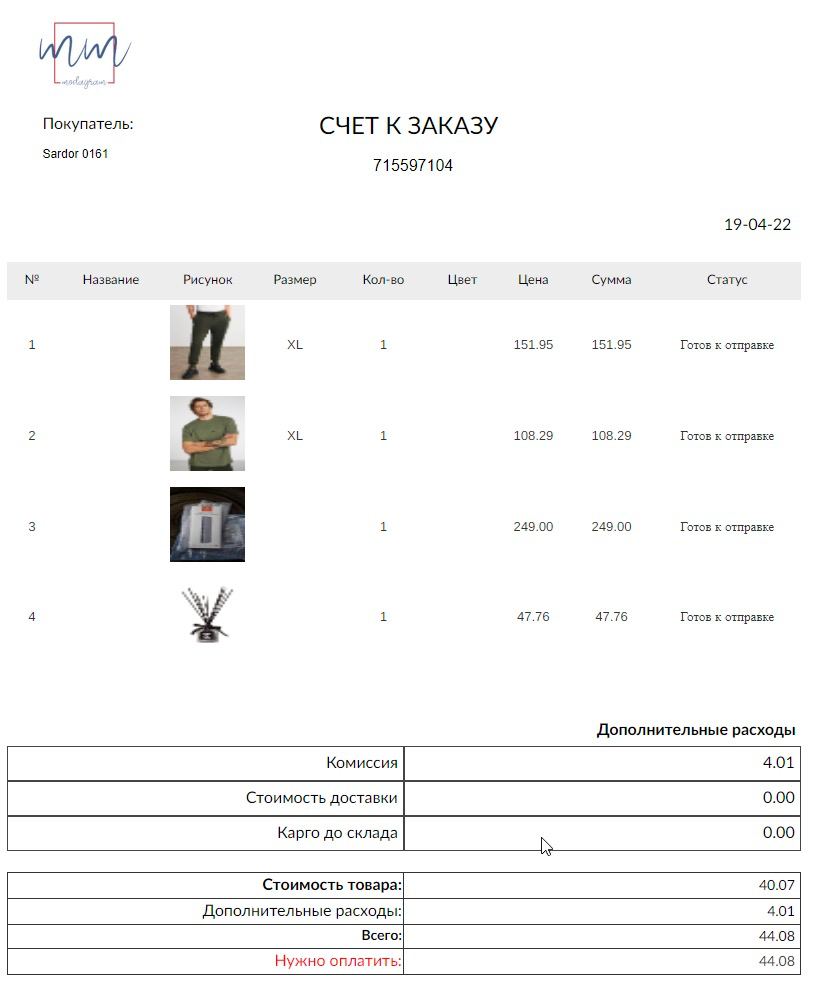 mm
modagram
Покупатель:
СЧЕТ К ЗАКАЗУ
Sardor 0161
715597104
19-04-22
№ Название Рисунок Размер Кол-во Цвет Цена Сумма Статус
1 XL 1 151.95 151.95 Готов к отправке
2 XL 1 108.29 108.29 Готов к отправке
3 1 249.00 249.00 Готов к отправке
4 1 47.76 47.76 Готов к отправке
Дополнительные расходы
Комиссия 4.01
Стоимость доставки 0.00
Карго до склада 0.00
Стоимость товара: 40.07
Дополнительные расходы: 4.01
Всего: 44.08
Нужно оплатить: 44.08